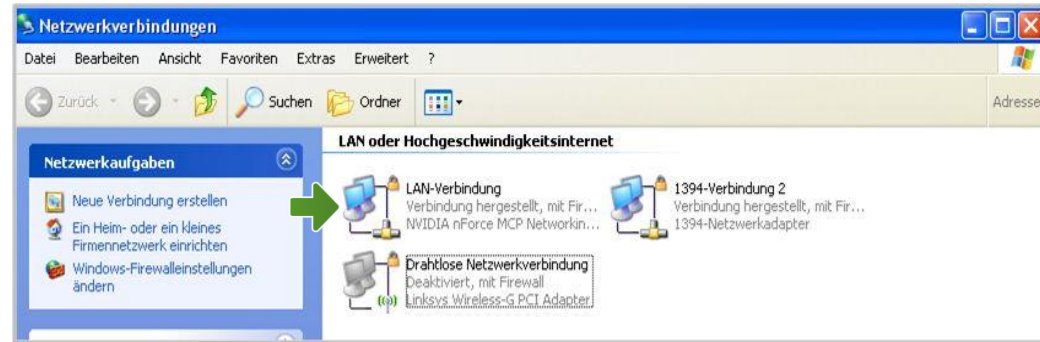 Netzwerkverbindungen
Datei Bearbeiten Ansicht Favoriten Extras Erweitert ?
Zurück Suchen Ordner Adresse
Netzwerkaufgaben
Neue Verbindung erstellen
Ein Heim- oder ein kleines
Firmennetzwerk einrichten
Windows-Firewalleinstellungen
ändern
LAN oder Hochgeschwindigkeitsinternet
LAN-Verbindung
Verbindung hergestellt, mit Fir...
NVIDIA nForce MCP Networkin...
1394-Verbindung 2
Verbindung hergestellt, mit Fir...
1394-Netzwerkadapter
Drahtlose Netzwerkverbindung
Deaktiviert, mit Firewall
Linksys Wireless-G PCI Adapter